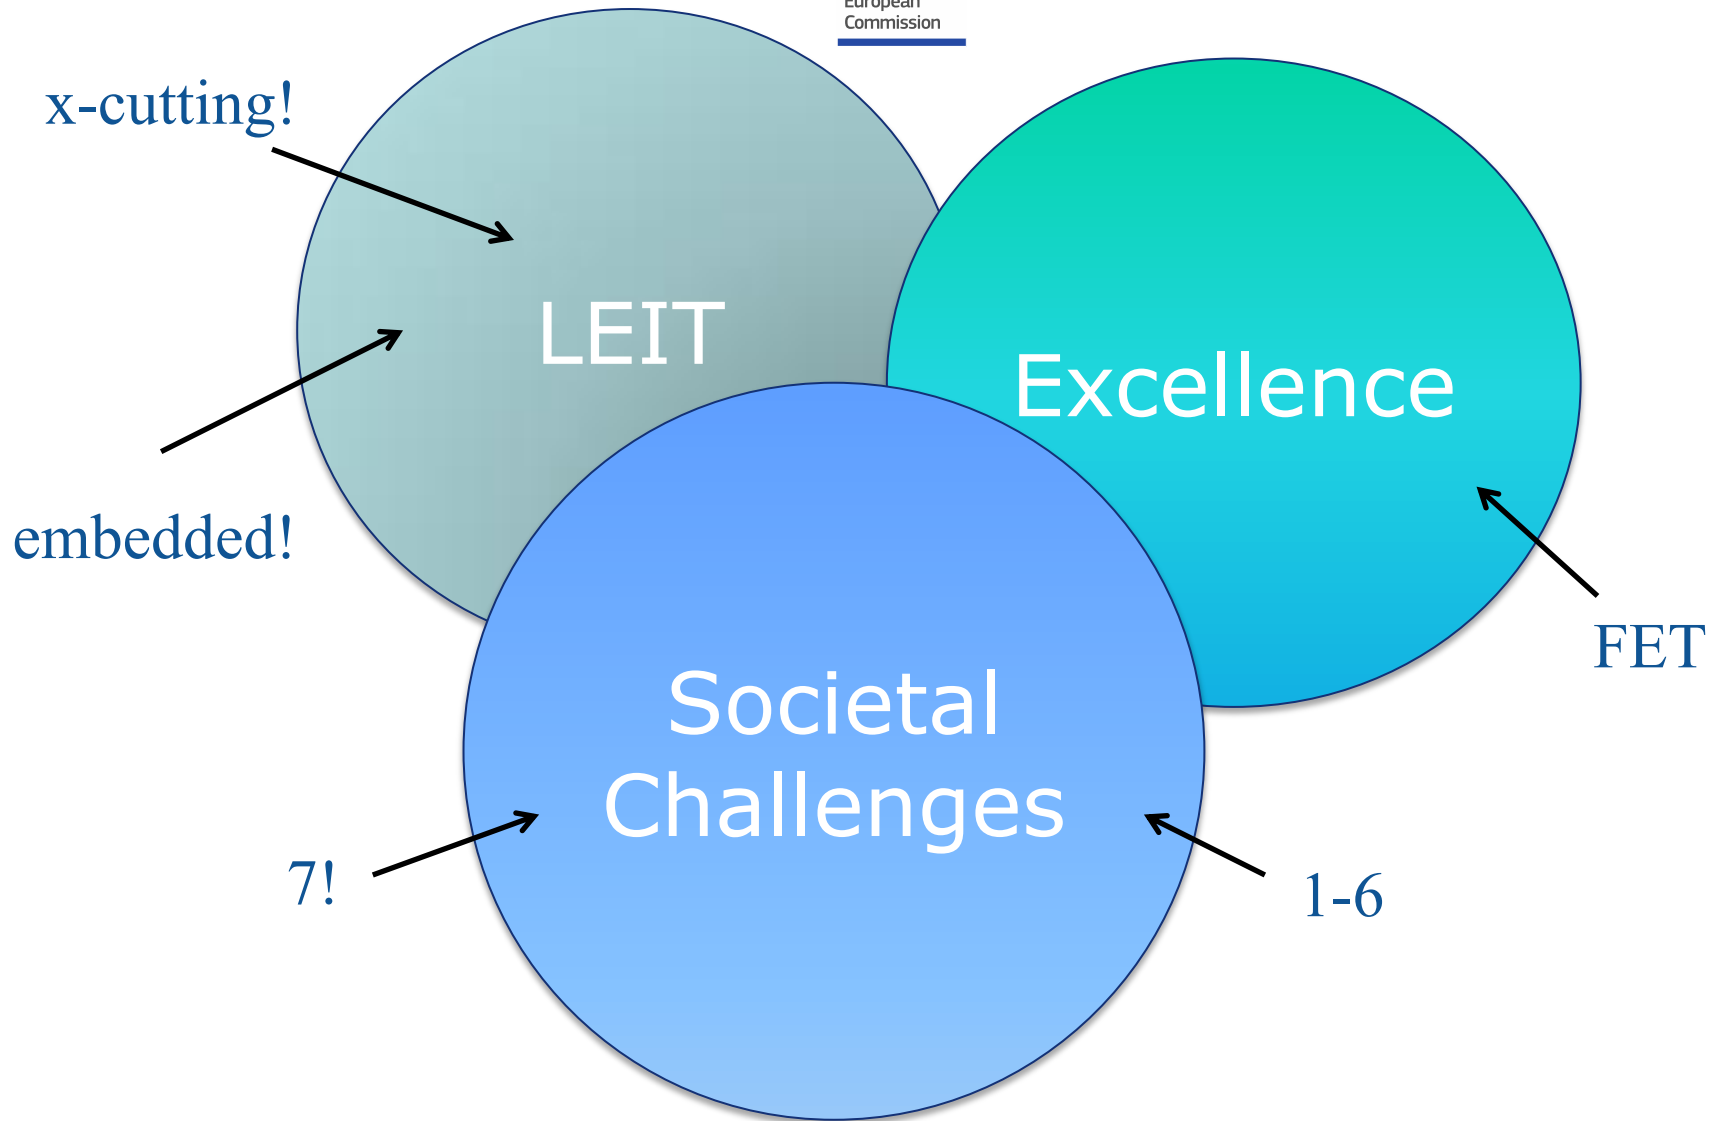 European
Commission
x-cutting!
LEIT
Excellence
embedded!
FET
Societal
Challenges
7!
1-6